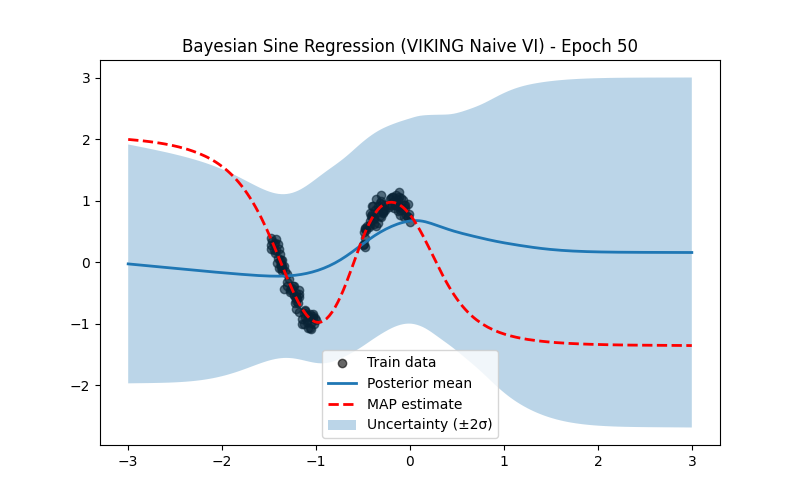 Bayesian Sine Regression (VIKING Naive VI) - Epoch 50
3
2
1
0
−1
−2
Train data
Posterior mean
MAP estimate
Uncertainty (±2σ)
−3 −2 −1 0 1 2 3